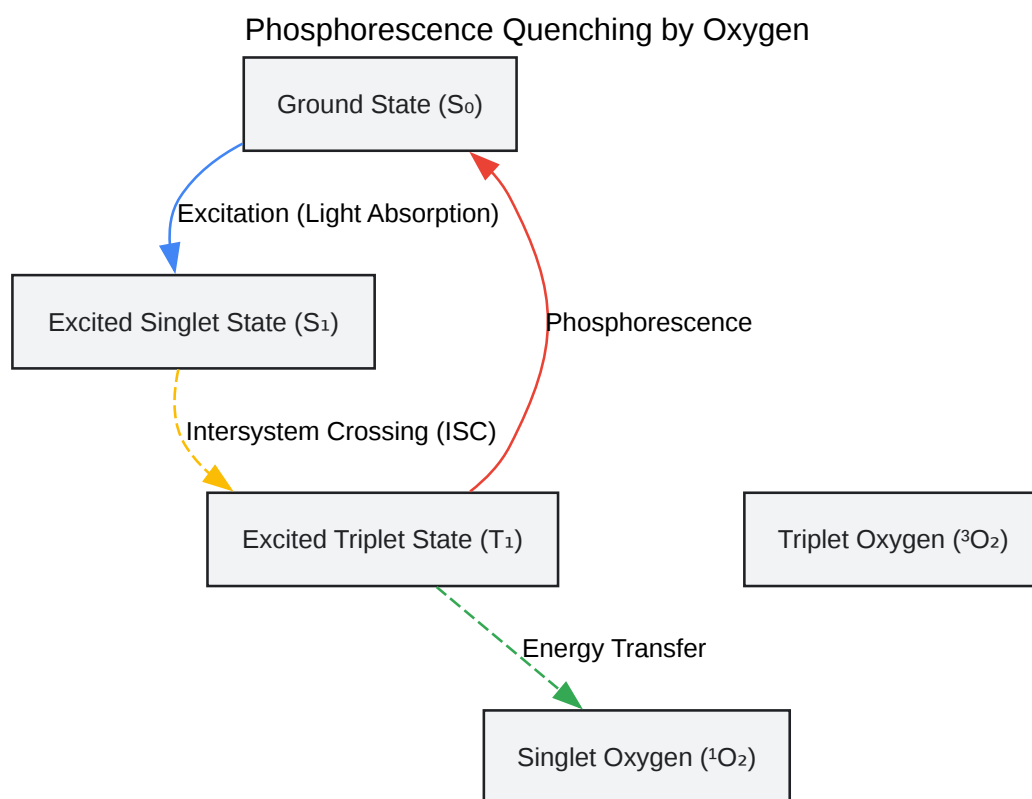 Phosphorescence Quenching by Oxygen
Ground State (S₀)
Excitation (Light Absorption)
Excited Singlet State (S₁)
Phosphorescence
Intersystem Crossing (ISC)
Excited Triplet State (T₁)
Triplet Oxygen (³O₂)
Energy Transfer
Singlet Oxygen (¹O₂)